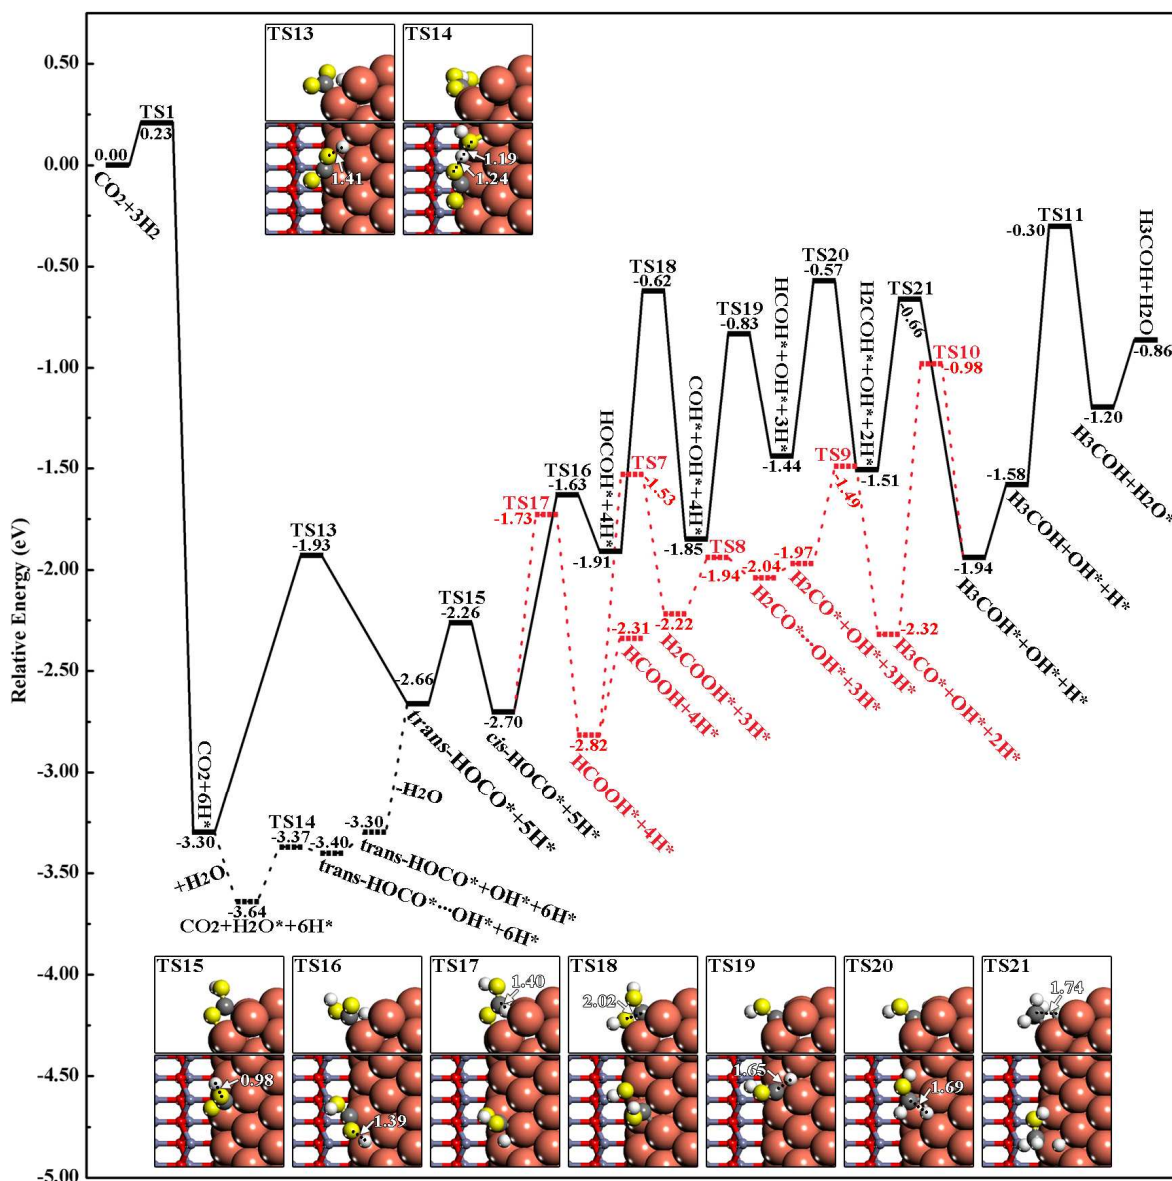 TS13
TS14
1.41
1.19
1.24
Relative Energy (eV)
0.50
0.00
-0.50
-1.00
-1.50
-2.00
-2.50
-3.00
-3.50
-4.00
-4.50
-5.00
0.00
CO2+3H2
TS1
0.23
CO2+6H*
-3.30
+H2O
-3.64
CO2+H2O*+6H*
TS14
-3.37
-3.40
trans-HOCO*···OH*+6H*
-3.30
trans-HOCO*+OH*+6H*
-H2O
TS13
-1.93
-2.66
trans-HOCO*+5H*
TS15
-2.26
-2.70
cis-HOCO*+5H*
TS17
-1.73
TS16
-1.63
-2.82
HCOOH*+4H*
HOCOH*+4H*
-1.91
-2.31
HCOOH+4H*
TS7
-1.53
TS18
-0.62
-2.22
H2COOH*+3H*
COH*+OH*+4H*
-1.85
TS8
-1.94
TS19
-0.83
-2.04
H2CO*···OH*+3H*
HCOH*+OH*+3H*
-1.44
-1.97
H2CO*+OH*+3H*
TS20
-0.57
TS9
-1.49
H2COH*+OH*+2H*
-1.51
-2.32
H3CO*+OH*+2H*
TS21
-0.66
TS10
-0.98
-1.94
H3COH*+OH*+H*
-1.58
H3COH+OH*+H*
TS11
-0.30
-1.20
H3COH+H2O*
H3COH+H2O
-0.86
TS15
TS16
TS17
TS18
TS19
TS20
TS21
1.40
2.02
1.74
0.98
1.39
1.65
1.69